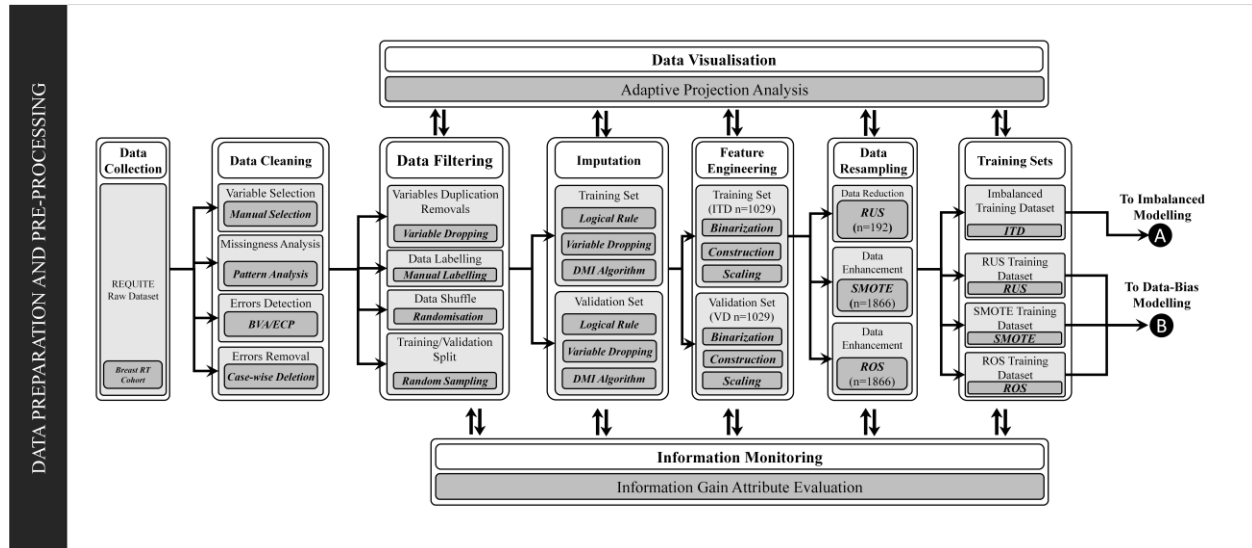 DATA PREPARATION AND PRE-PROCESSING
Data Visualisation
Adaptive Projection Analysis
Data
Collection
REQUITE
Raw Dataset
Breast RT
Cohort
Data Cleaning
Variable Selection
Manual Selection
Missingness Analysis
Pattern Analysis
Errors Detection
BVA/ECP
Errors Removal
Case-wise Deletion
Data Filtering
Variables Duplication
Removals
Variable Dropping
Data Labelling
Manual Labelling
Data Shuffle
Randomisation
Training/Validation
Split
Random Sampling
Imputation
Training Set
Logical Rule
Variable Dropping
DMI Algorithm
Validation Set
Logical Rule
Variable Dropping
DMI Algorithm
Feature
Engineering
Training Set
(ITD n=1029)
Binarization
Construction
Scaling
Validation Set
(VD n=1029)
Binarization
Construction
Scaling
Data
Resampling
Data Reduction
RUS
(n=192)
Data
Enhancement
SMOTE
(n=1866)
Data
Enhancement
ROS
(n=1866)
Training Sets
Imbalanced
Training Dataset
ITD
RUS Training
Dataset
RUS
SMOTE Training
Dataset
SMOTE
ROS Training
Dataset
ROS
To Imbalanced
Modelling
A
To Data-Bias
Modelling
B
Information Monitoring
Information Gain Attribute Evaluation